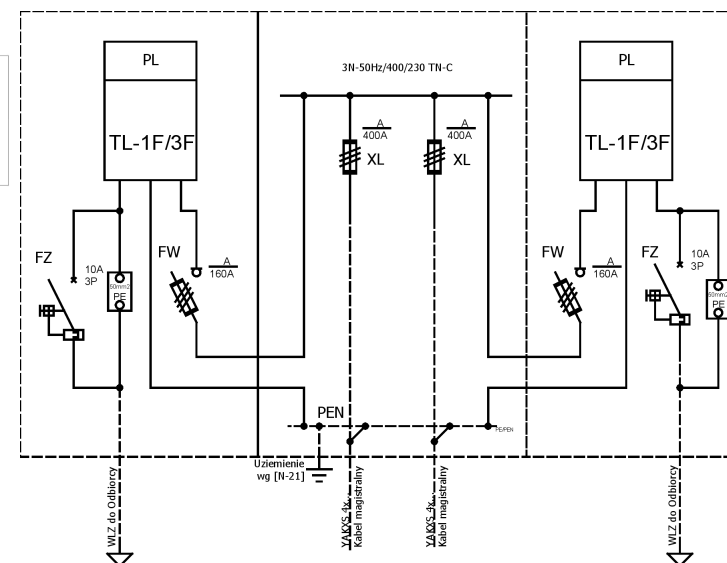 PL
3N-50Hz/400/230 TN-C
PL
TL-1F/3F
A
400A
XL
A
400A
XL
TL-1F/3F
FZ
10A
3P
50mm2
PE
FW
A
160A
FW
A
160A
FZ
10A
3P
50mm2
PE
PEN
PE/PEN
Uziemienie
wg [N-21]
WLZ do Odbiorcy
YAKXS 4x...
Kabel magistralny
YAKXS 4x...
Kabel magistralny
WLZ do Odbiorcy